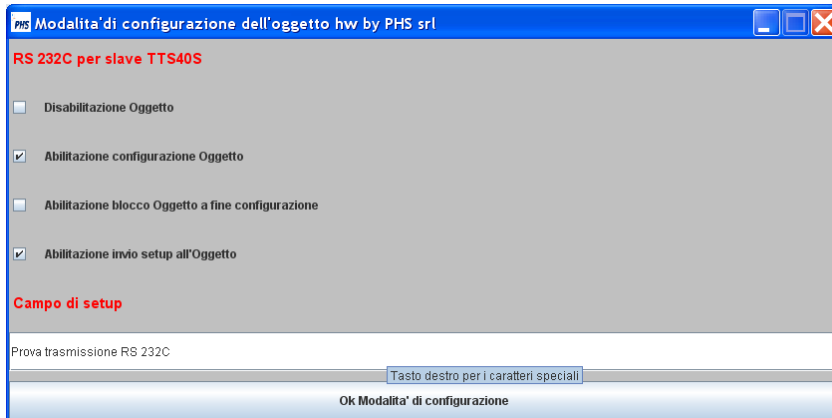 PHS Modalita'di configurazione dell'oggetto hw by PHS srl
RS 232C per slave TTS40S
Disabilitazione Oggetto
Abilitazione configurazione Oggetto
Abilitazione blocco Oggetto a fine configurazione
Abilitazione invio setup all'Oggetto
Campo di setup
Prova trasmissione RS 232C
Tasto destro per i caratteri speciali
Ok Modalita' di configurazione